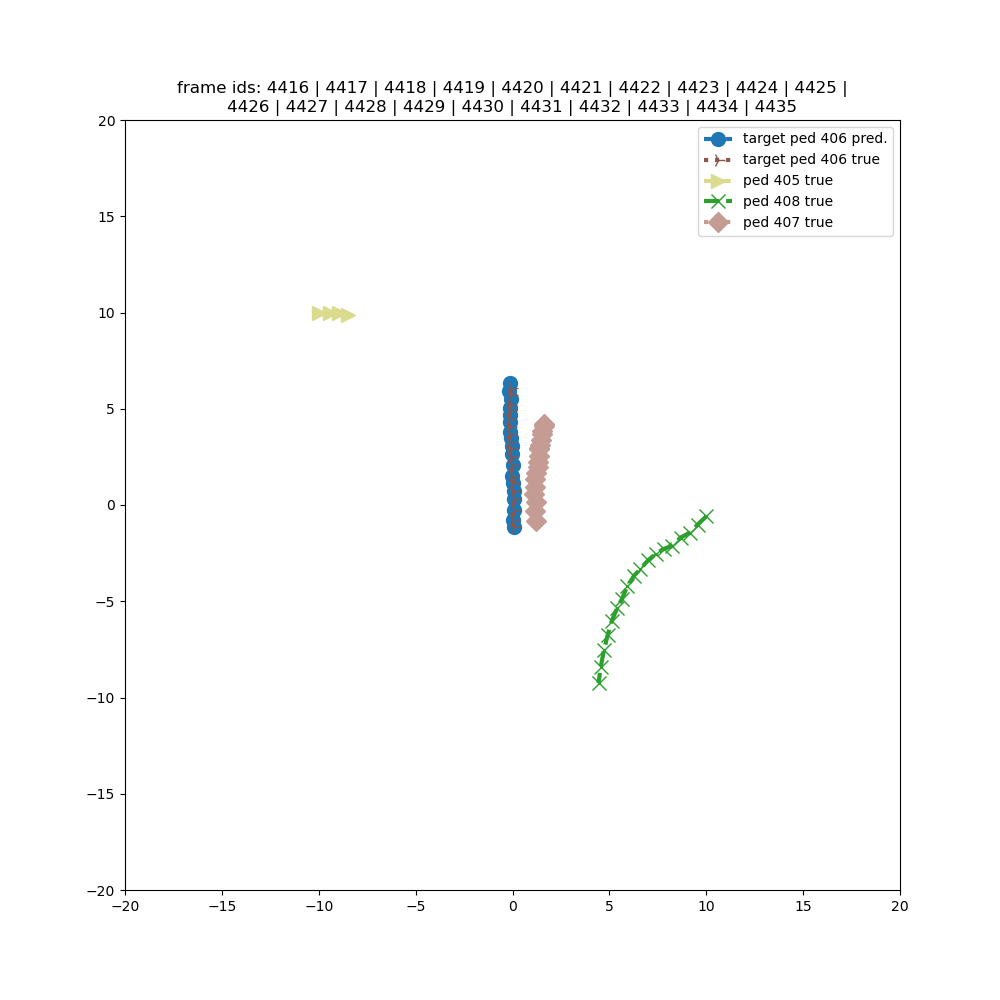 frame ids: 4416 | 4417 | 4418 | 4419 | 4420 | 4421 | 4422 | 4423 | 4424 | 4425 |
4426 | 4427 | 4428 | 4429 | 4430 | 4431 | 4432 | 4433 | 4434 | 4435
20
target ped 406 pred.
target ped 406 true
ped 405 true
ped 408 true
ped 407 true
15
10
5
0
−5
−10
−15
−20
−20 −15 −10 −5 0 5 10 15 20